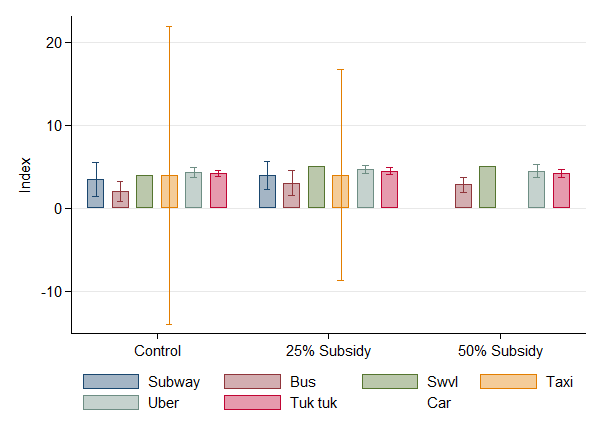 20
10
0
-10
Index
Control 25% Subsidy 50% Subsidy
Subway Bus Swvl Taxi
Uber Tuk tuk Car